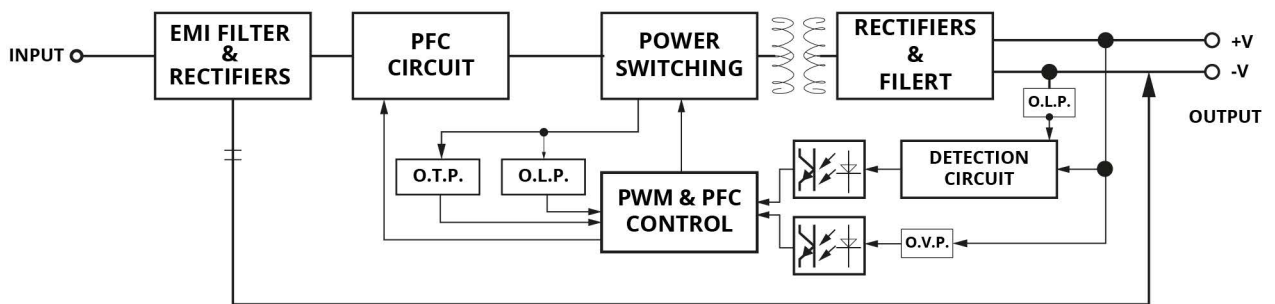 INPUT
EMI FILTER
&
RECTIFIERS
PFC
CIRCUIT
POWER
SWITCHING
RECTIFIERS
&
FILERT
+V
-V
OUTPUT
O.L.P.
O.T.P.
O.L.P.
PWM & PFC
CONTROL
DETECTION
CIRCUIT
O.V.P.